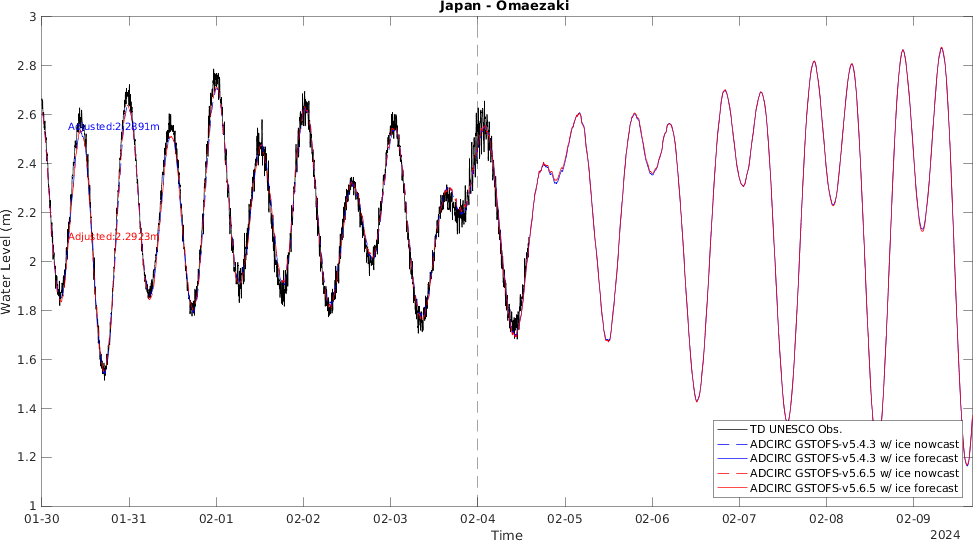 Japan - Omaezaki
3
2.8
2.6
2.4
2.2
2
1.8
1.6
1.4
1.2
1
Water Level (m)
Adjusted:2.2891m
Adjusted:2.2923m
TD UNESCO Obs.
ADCIRC GSTOFS-v5.4.3 w/ ice nowcast
ADCIRC GSTOFS-v5.4.3 w/ ice forecast
ADCIRC GSTOFS-v5.6.5 w/ ice nowcast
ADCIRC GSTOFS-v5.6.5 w/ ice forecast
01-30 01-31 02-01 02-02 02-03 02-04 02-05 02-06 02-07 02-08 02-09
Time
2024